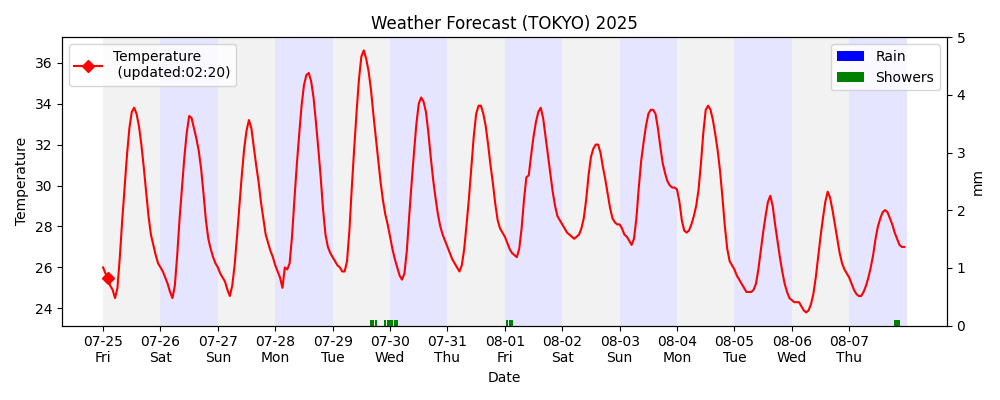 Weather Forecast (TOKYO) 2025
Temperature
(updated:02:20)
Rain
Showers
36
34
32
30
28
26
24
Temperature
5
4
3
2
1
0
mm
07-25 07-26 07-27 07-28 07-29 07-30 07-31 08-01 08-02 08-03 08-04 08-05 08-06 08-07
Fri Sat Sun Mon Tue Wed Thu Fri Sat Sun Mon Tue Wed Thu
Date